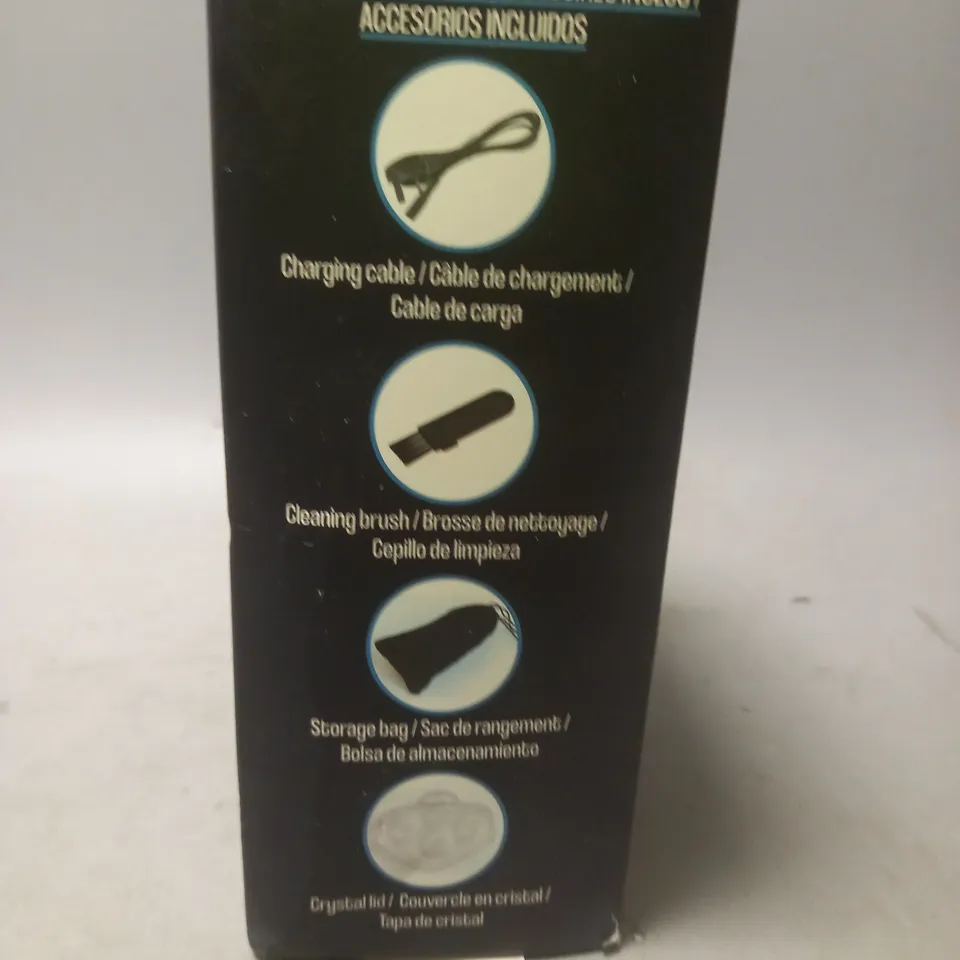 ACCESORIOS INCLUIDOS
Charging cable / Câble de chargement /
Cable de carga
Cleaning brush / Brosse de nettoyage /
Cepillo de limpieza
Storage bag / Sac de rangement /
Bolsa de almacenamiento
Crystal lid / Couvercle en cristal /
Tapa de cristal